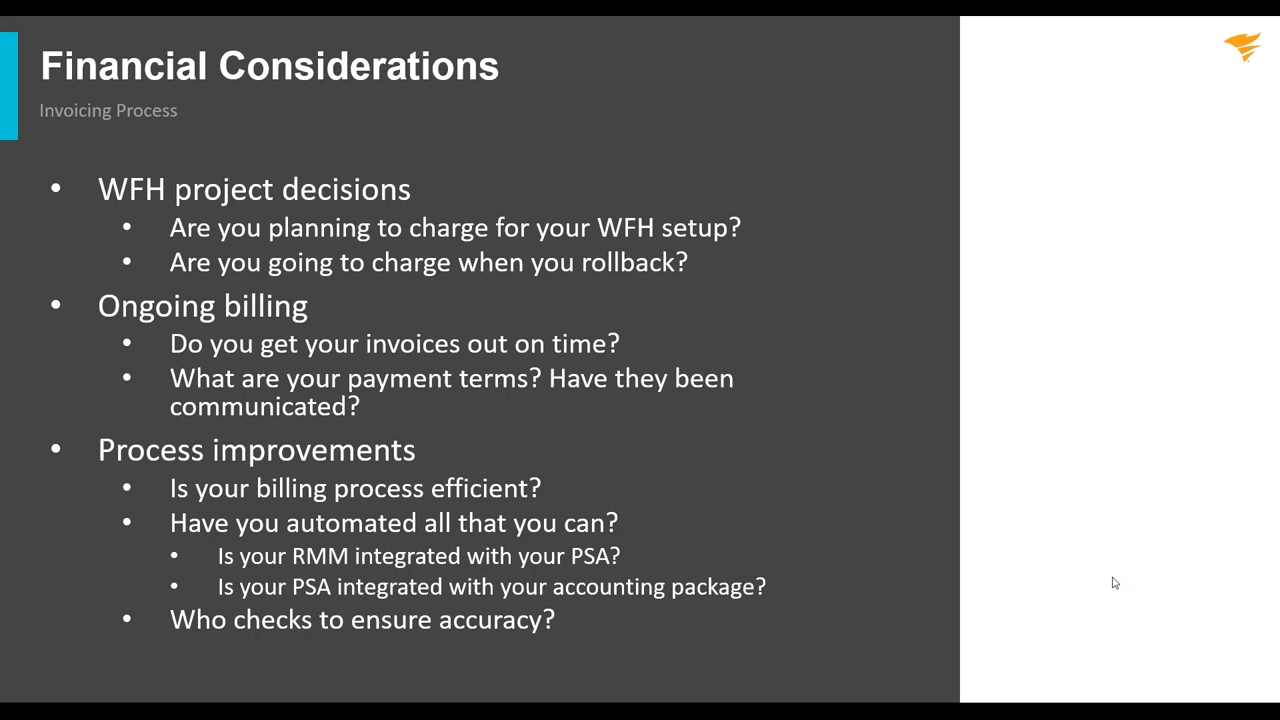 Financial Considerations
Invoicing Process
• WFH project decisions
• Are you planning to charge for your WFH setup?
• Are you going to charge when you rollback?
• Ongoing billing
• Do you get your invoices out on time?
• What are your payment terms? Have they been
communicated?
• Process improvements
• Is your billing process efficient?
• Have you automated all that you can?
• Is your RMM integrated with your PSA?
• Is your PSA integrated with your accounting package?
• Who checks to ensure accuracy?